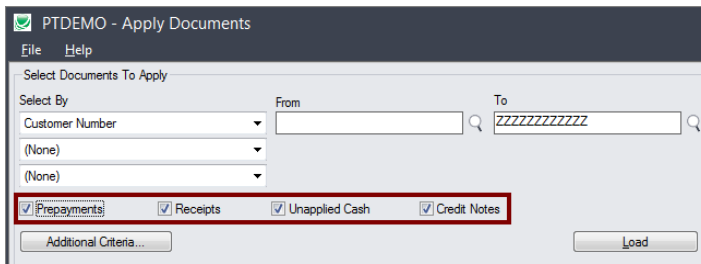 PTDEMO - Apply Documents
File Help
Select Documents To Apply
Select By From To
Customer Number ZZZZZZZZZZZZ
(None)
(None)
Prepayments Receipts Unapplied Cash Credit Notes
Additional Criteria... Load